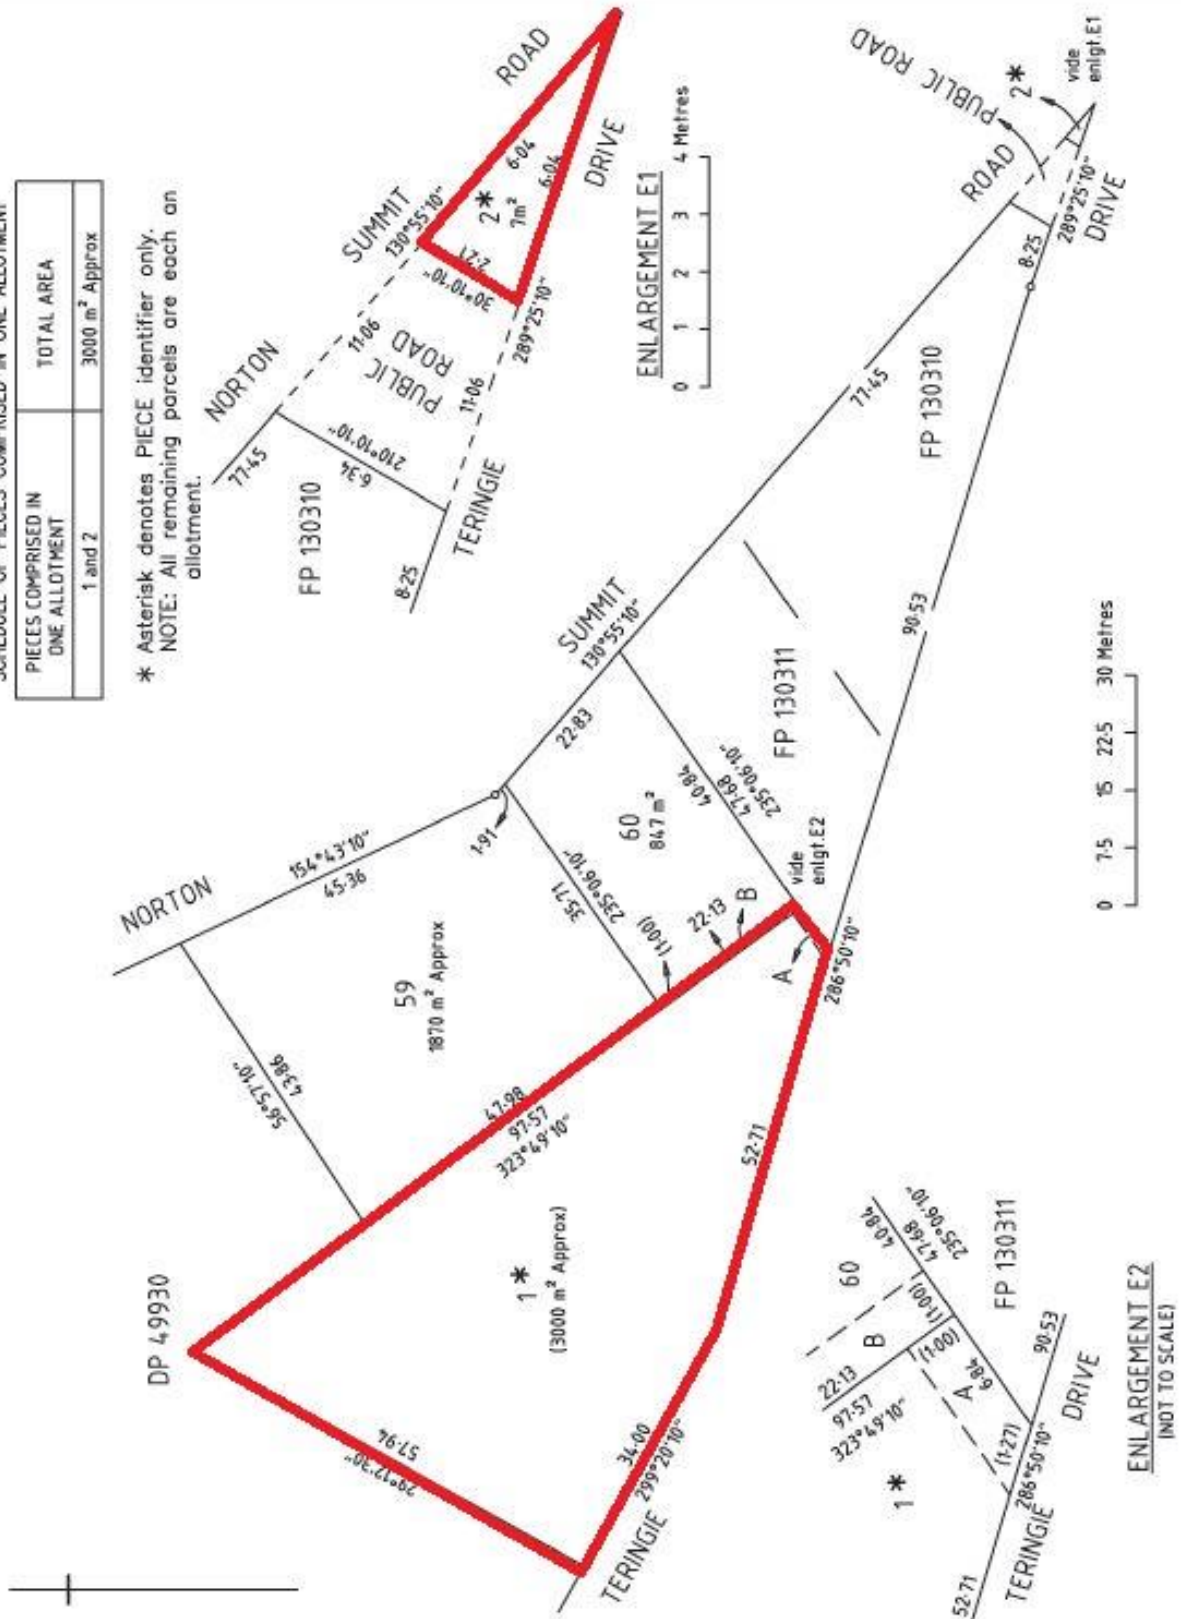 SCHEDULE OF PIECES COMPRISED IN ONE ALLOTMENT
PIECES COMPRISED IN
ONE ALLOTMENT
TOTAL AREA
1 and 2
3000 m² Approx
* Asterisk denotes PIECE identifier only.
NOTE: All remaining parcels are each an
allotment.
NORTON
SUMMIT
ROAD
77·45
11·06
130°55'10"
6·04
2*
7m²
6·04
2·21
30°10'10"
PUBLIC
ROAD
210°10'10"
6·34
FP 130310
11·06
289°25'10"
8·25
TERINGIE
DRIVE
ENLARGEMENT E1
0 1 2 3 4 Metres
PUBLIC ROAD
2*
vide
enlgt.E1
ROAD
8·25
289°25'10"
DRIVE
77·45
FP 130310
SUMMIT
130°55'10"
22·83
FP 131311
90·53
NORTON
154°43'10"
45·36
1·91
60
847 m²
40·84
47·68
235°06'10"
35·71
235°06'10"
59
1870 m² Approx
(1·00)
22·13
B
vide
enlgt.E2
A
286°50'10"
56°57'10"
43·86
47·98
97·57
323°49'10"
52·71
DP 49930
1*
(3000 m² Approx)
57·94
29°12'30"
34·00
299°20'10"
TERINGIE
0 7·5 15 22·5 30 Metres
60
40·84
47·68
235°06'10"
FP 130311
(1·00)
B
22·13
97·57
323°49'10"
(1·00)
6·84
A
1*
(1·27)
286°50'10"
90·53
52·71
TERINGIE
DRIVE
ENLARGEMENT E2
(NOT TO SCALE)